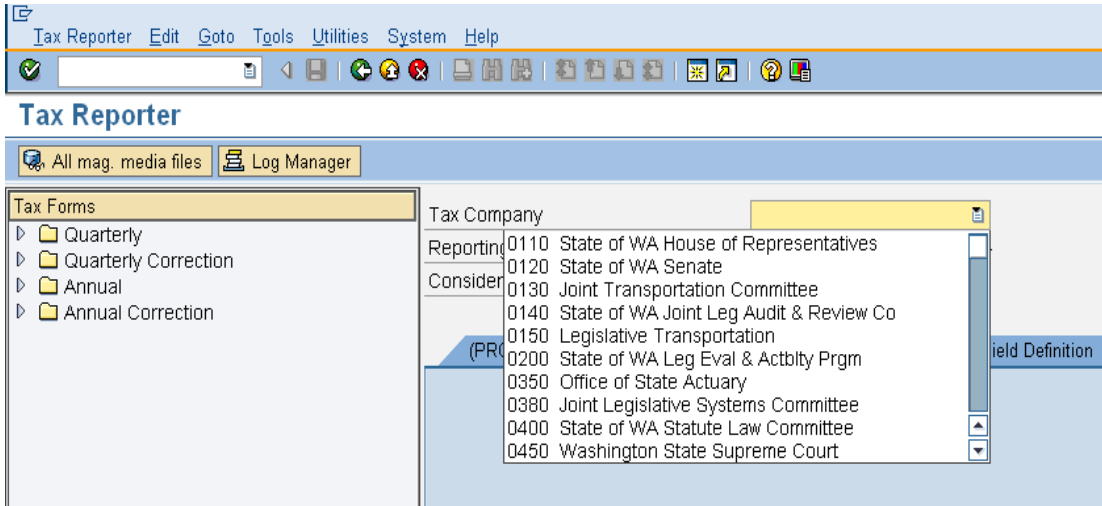 Tax Reporter Edit Goto Tools Utilities System Help
Tax Reporter
All mag. media files Log Manager
Tax Forms
Quarterly
Quarterly Correction
Annual
Annual Correction
Tax Company
Reporting
Consider
0110 State of WA House of Representatives
0120 State of WA Senate
0130 Joint Transportation Committee
0140 State of WA Joint Leg Audit & Review Co
0150 Legislative Transportation
0200 State of WA Leg Eval & Actblty Prgm
0350 Office of State Actuary
0380 Joint Legislative Systems Committee
0400 State of WA Statute Law Committee
0450 Washington State Supreme Court
(PR ield Definition